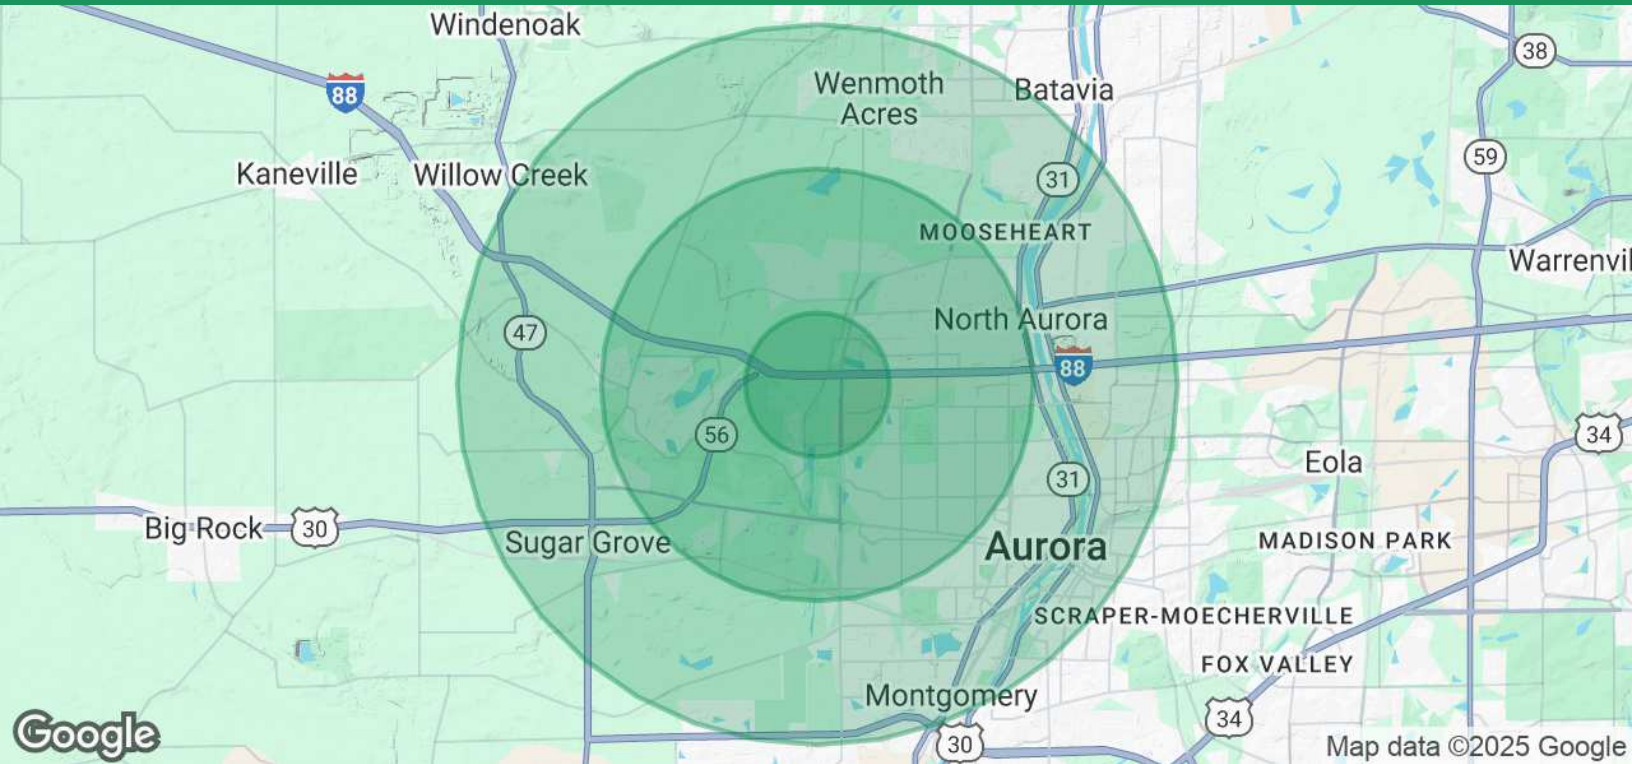 Windenoak
88
Wenmoth
Acres
Batavia
38
59
Kaneville
Willow Creek
31
MOOSEHEART
Warrenvil
47
North Aurora
88
56
34
Eola
31
Big Rock
30
Sugar Grove
Aurora
MADISON PARK
SCRAPER-MOECHERVILLE
FOX VALLEY
Montgomery
34
30
Google
Map data ©2025 Google